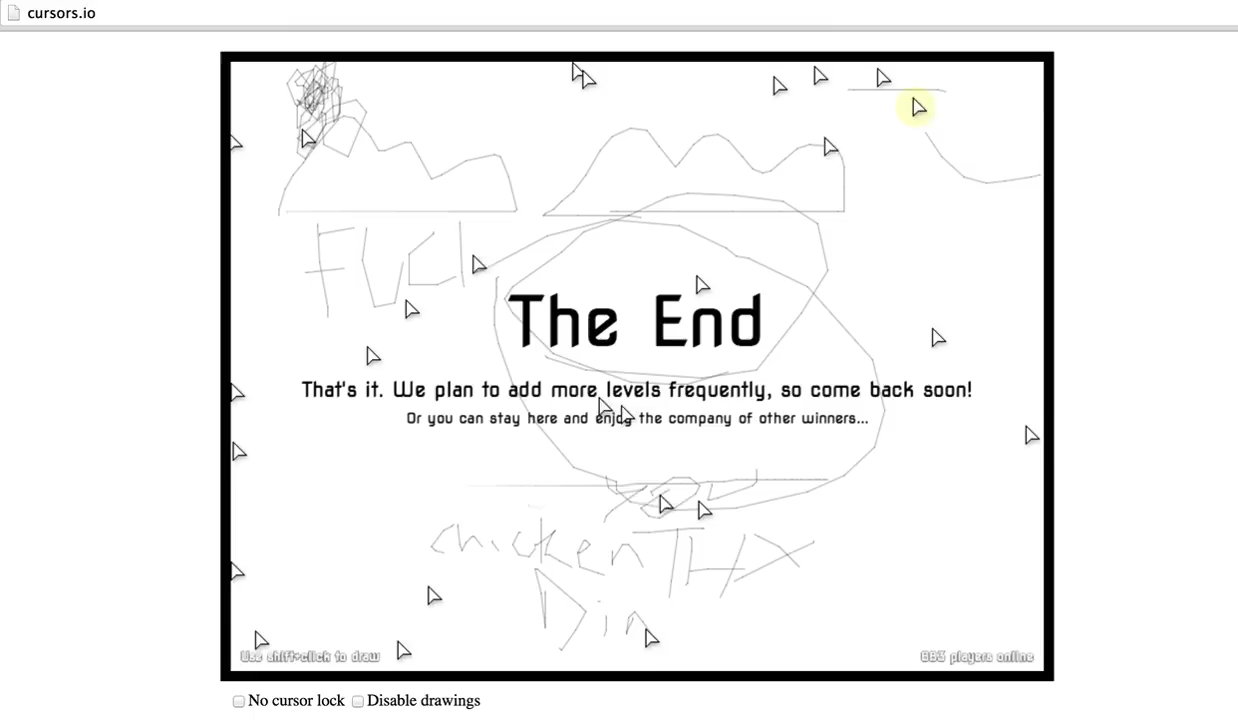 cursors.io
FUCI
The End
That's it. We plan to add more levels frequently, so come back soon!
Or you can stay here and enjoy the company of other winners...
chicken THX
Din
Use shift+click to draw
883 players online
No cursor lock
Disable drawings